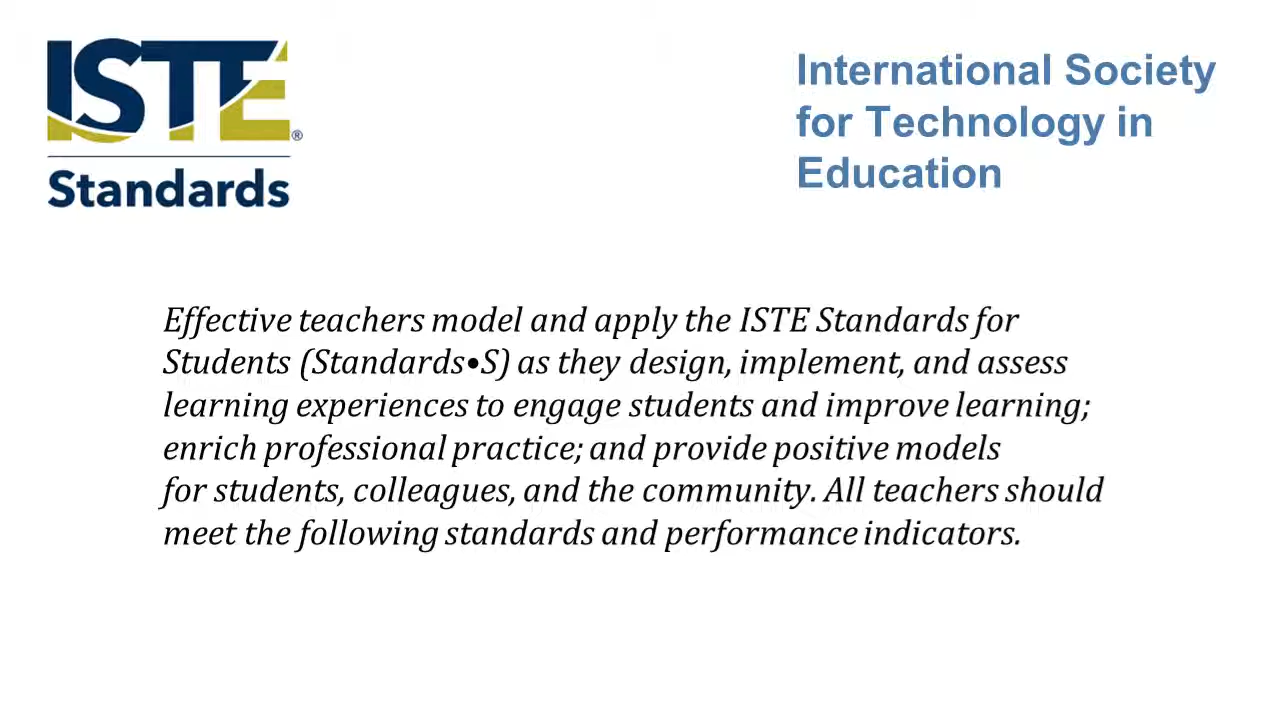 ISTE®
Standards
International Society
for Technology in
Education
Effective teachers model and apply the ISTE Standards for
Students (Standards•S) as they design, implement, and assess
learning experiences to engage students and improve learning;
enrich professional practice; and provide positive models
for students, colleagues, and the community. All teachers should
meet the following standards and performance indicators.